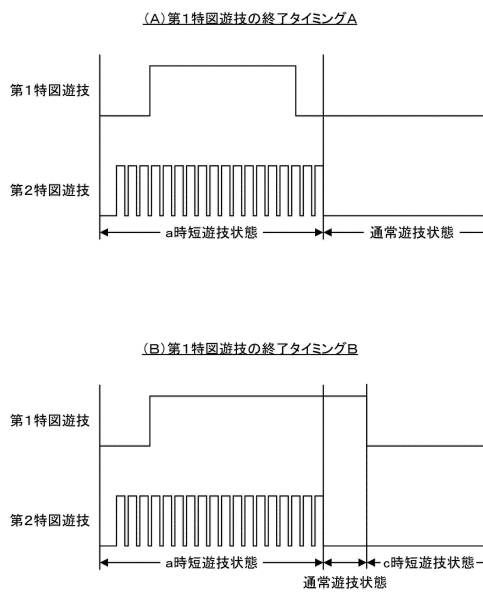 (A)第1特図遊技の終了タイミングA
第1特図遊技
第2特図遊技
a時短遊技状態
通常遊技状態
(B)第1特図遊技の終了タイミングB
第1特図遊技
第2特図遊技
a時短遊技状態
c時短遊技状態
通常遊技状態